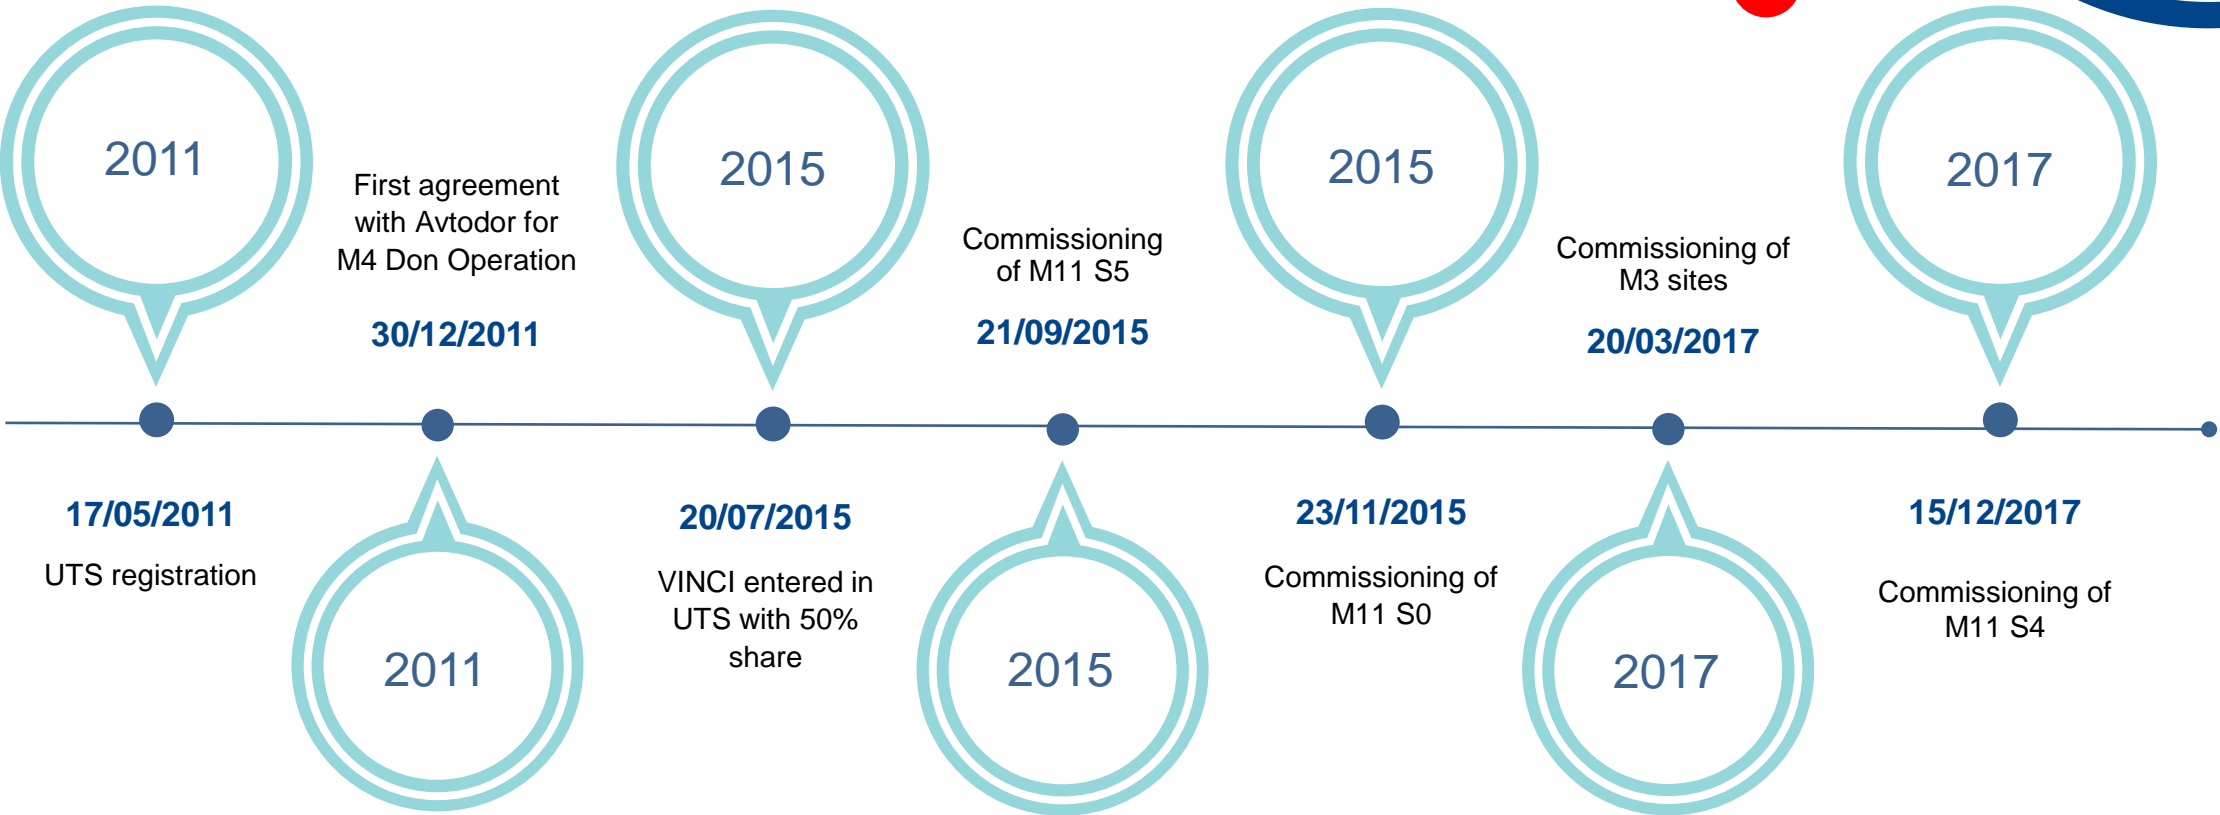 2011
17/05/2011
UTS registration
First agreement
with Avtodor for
M4 Don Operation
30/12/2011
2011
2015
20/07/2015
VINCI entered in
UTS with 50%
share
Commissioning
of M11 S5
21/09/2015
2015
2015
23/11/2015
Commissioning of
M11 S0
Commissioning of
M3 sites
20/03/2017
2017
2017
15/12/2017
Commissioning of
M11 S4